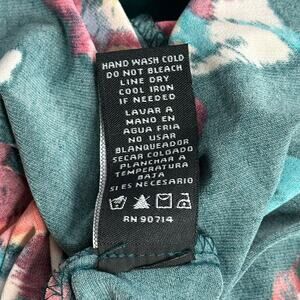 HAND WASH COLD
DO NOT BLEACH
LINE DRY
COOL IRON
IF NEEDED
LAVAR A
MANO EN
AGUA FRIA
NO USAR
BLANQUEADOR
SECAR COLGADO
PLANCHAR A
TEMPERATURA
BAJA
SI ES NECESARIO
RN 90714